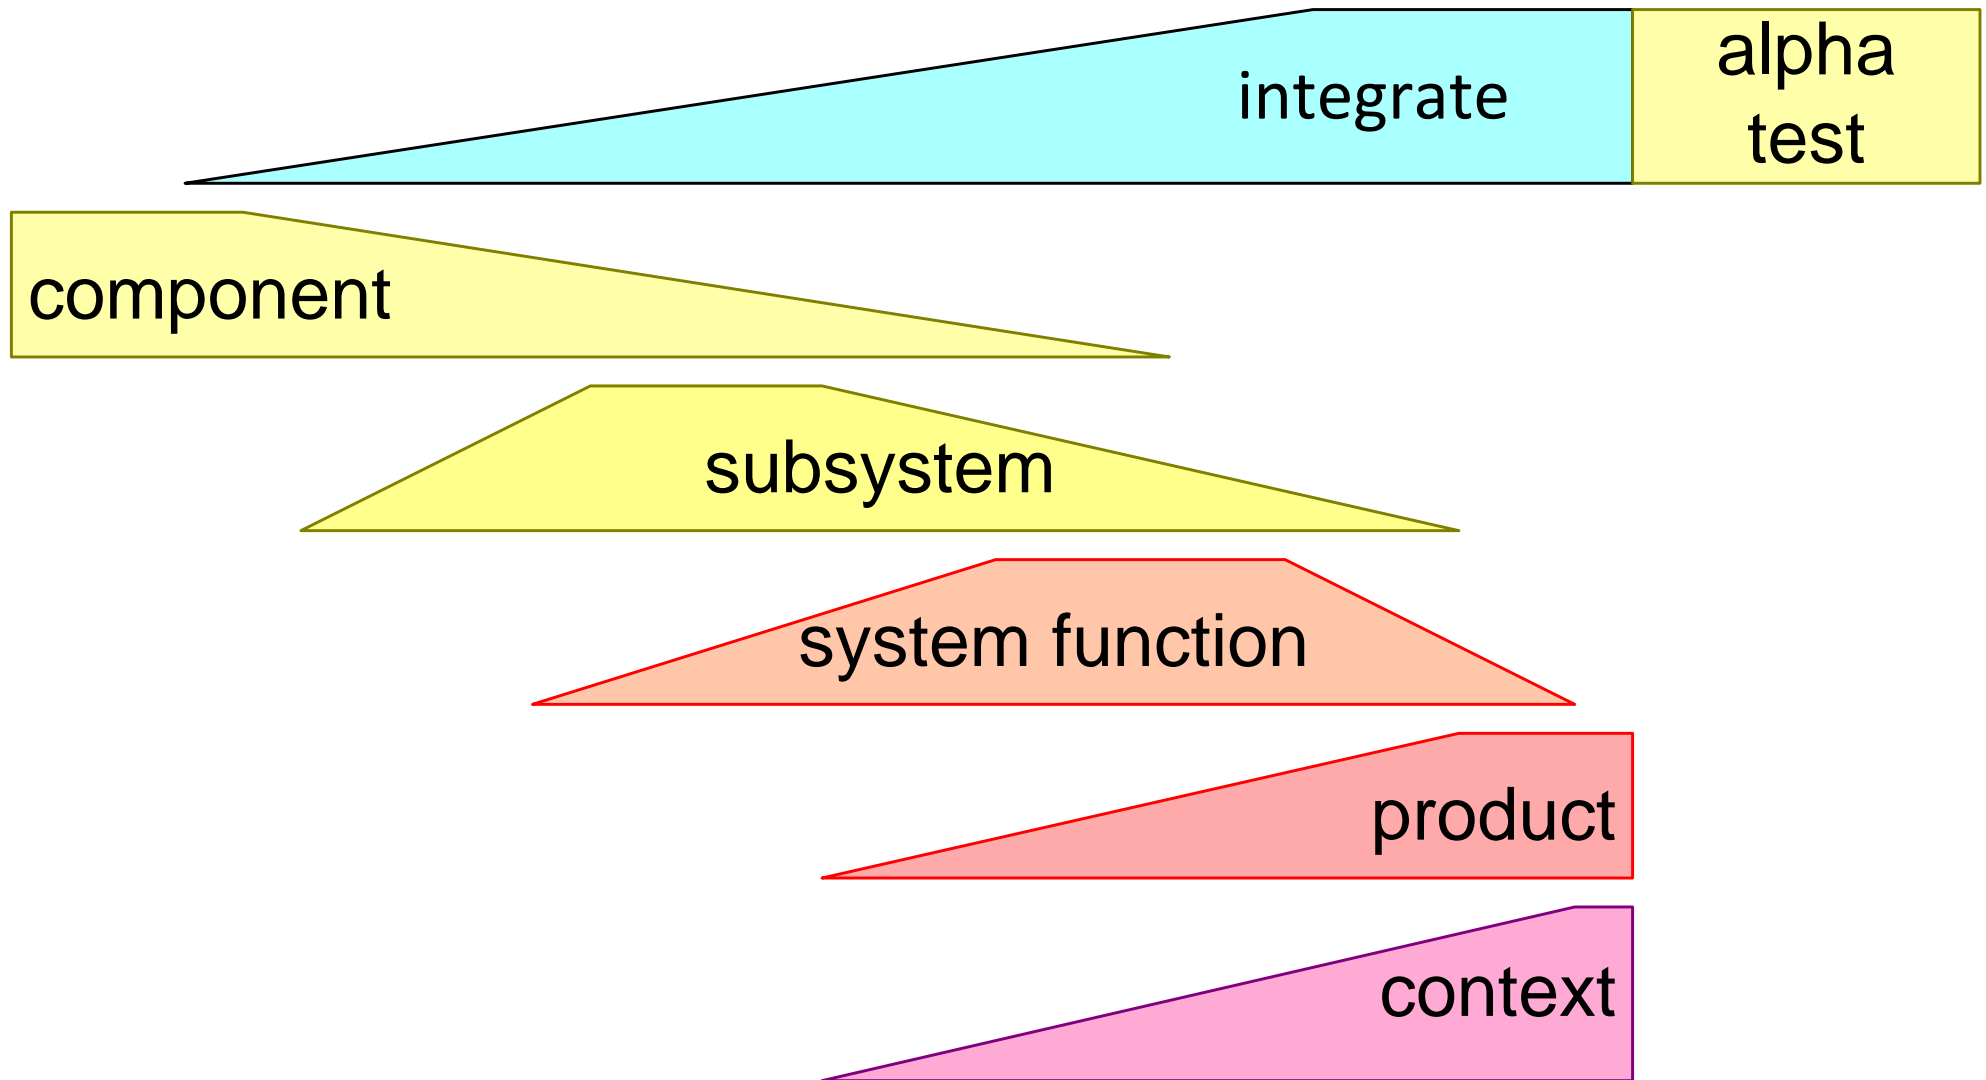 integrate
alpha
test
component
subsystem
system function
product
context